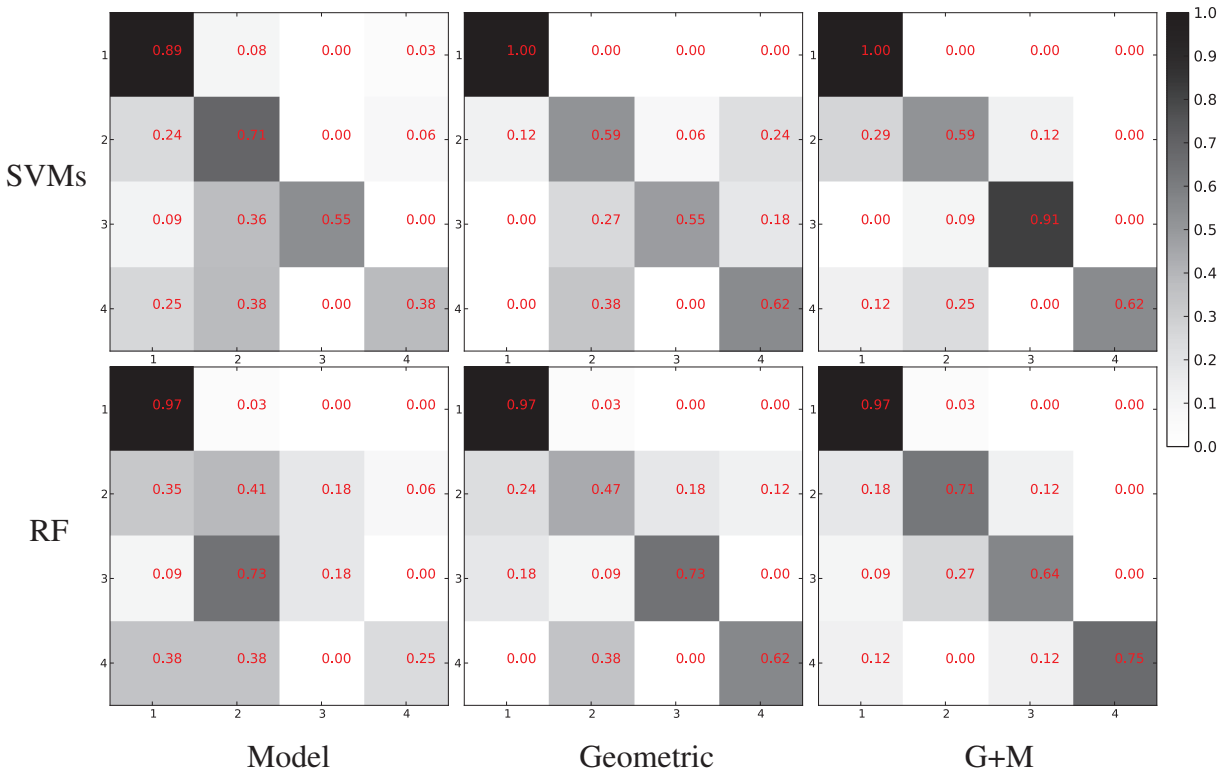 1 0.89 0.08 0.00 0.03
2 0.24 0.71 0.00 0.06
3 0.09 0.36 0.55 0.00
4 0.25 0.38 0.00 0.38
1 2 3 4
1 1.00 0.00 0.00 0.00
2 0.12 0.59 0.06 0.24
3 0.00 0.27 0.55 0.18
4 0.00 0.38 0.00 0.62
1 2 3 4
1 1.00 0.00 0.00 0.00
2 0.29 0.59 0.12 0.00
3 0.00 0.09 0.91 0.00
4 0.12 0.25 0.00 0.62
1 2 3 4
SVMs
1.0
0.9
0.8
0.7
0.6
0.5
0.4
0.3
0.2
0.1
0.0
1 0.97 0.03 0.00 0.00
2 0.35 0.41 0.18 0.06
3 0.09 0.73 0.18 0.00
4 0.38 0.38 0.00 0.25
1 2 3 4
1 0.97 0.03 0.00 0.00
2 0.24 0.47 0.18 0.12
3 0.18 0.09 0.73 0.00
4 0.00 0.38 0.00 0.62
1 2 3 4
1 0.97 0.03 0.00 0.00
2 0.18 0.71 0.12 0.00
3 0.09 0.27 0.64 0.00
4 0.12 0.00 0.12 0.75
1 2 3 4
RF
Model Geometric G+M